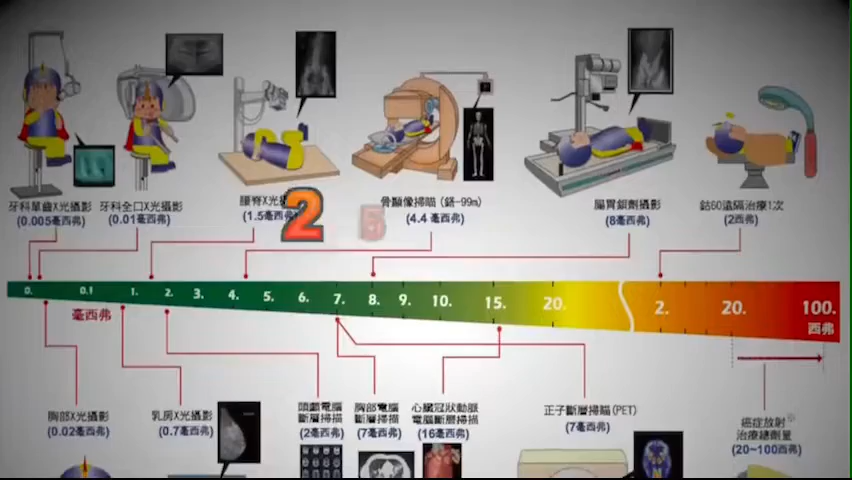 牙科單齒X光攝影
(0.005毫西弗)
牙科全口X光攝影
(0.01毫西弗)
腰脊X光攝
(1.5毫西弗)
2
5
骨顯像掃瞄(鎝-99m)
(4.4 毫西弗)
腸胃鋇劑攝影
(8毫西弗)
鈷60遠隔治療1次
(2西弗)
0. 0.1 1. 2. 3. 4. 5. 6. 7. 8. 9. 10. 15. 20. 2. 20. 100.
毫西弗
西弗
胸部X光攝影
(0.02毫西弗)
乳房X光攝影
(0.7毫西弗)
頭顱電腦
斷層掃描
(2毫西弗)
胸部電腦
斷層掃描
(7毫西弗)
心臟冠狀動脈
電腦斷層掃描
(16毫西弗)
正子斷層掃瞄(PET)
(7毫西弗)
癌症放射
治療總劑量
(20~100西弗)